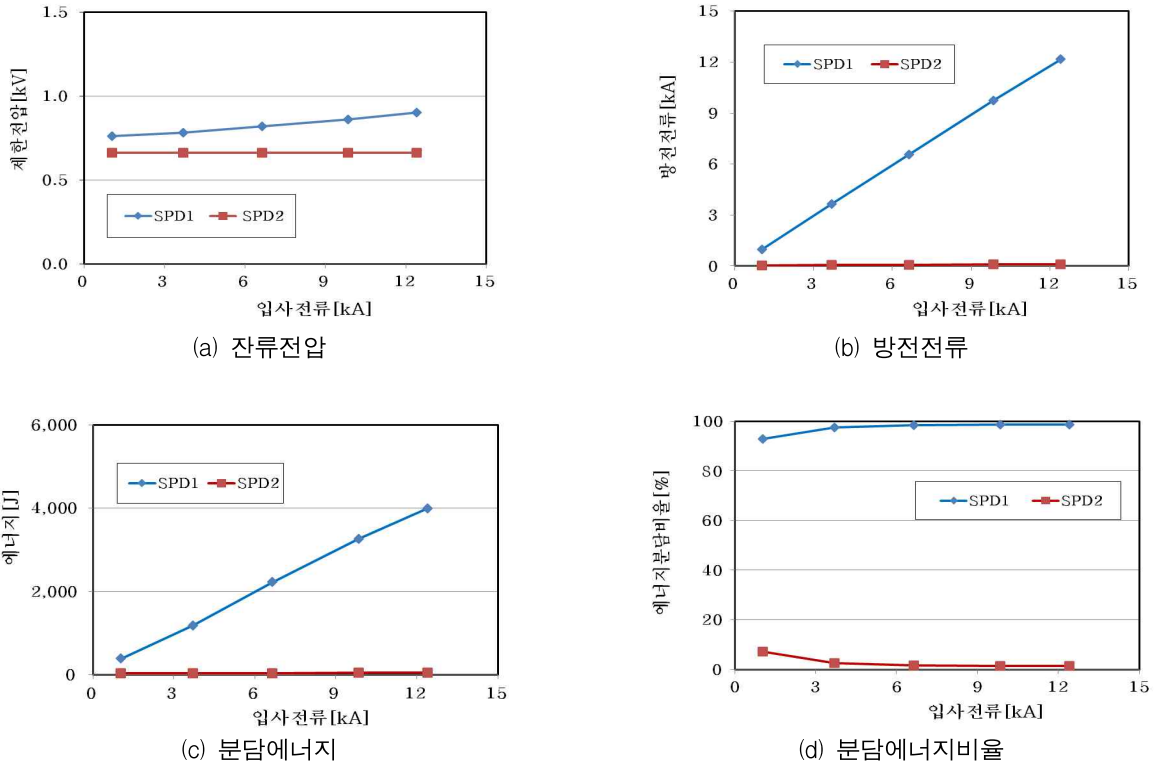 1.5
1.0
0.5
0.0
제한전압[kV]
SPD1 SPD2
0 3 6 9 12 15
입사전류[kA]
(a) 잔류전압
15
12
9
6
3
0
방전전류[kA]
SPD1 SPD2
0 3 6 9 12 15
입사전류[kA]
(b) 방전전류
6,000
4,000
2,000
0
에너지[J]
SPD1 SPD2
0 3 6 9 12 15
입사전류[kA]
(c) 분담에너지
100
80
60
40
20
0
에너지분담비율[%]
SPD1 SPD2
0 3 6 9 12 15
입사전류[kA]
(d) 분담에너지비율